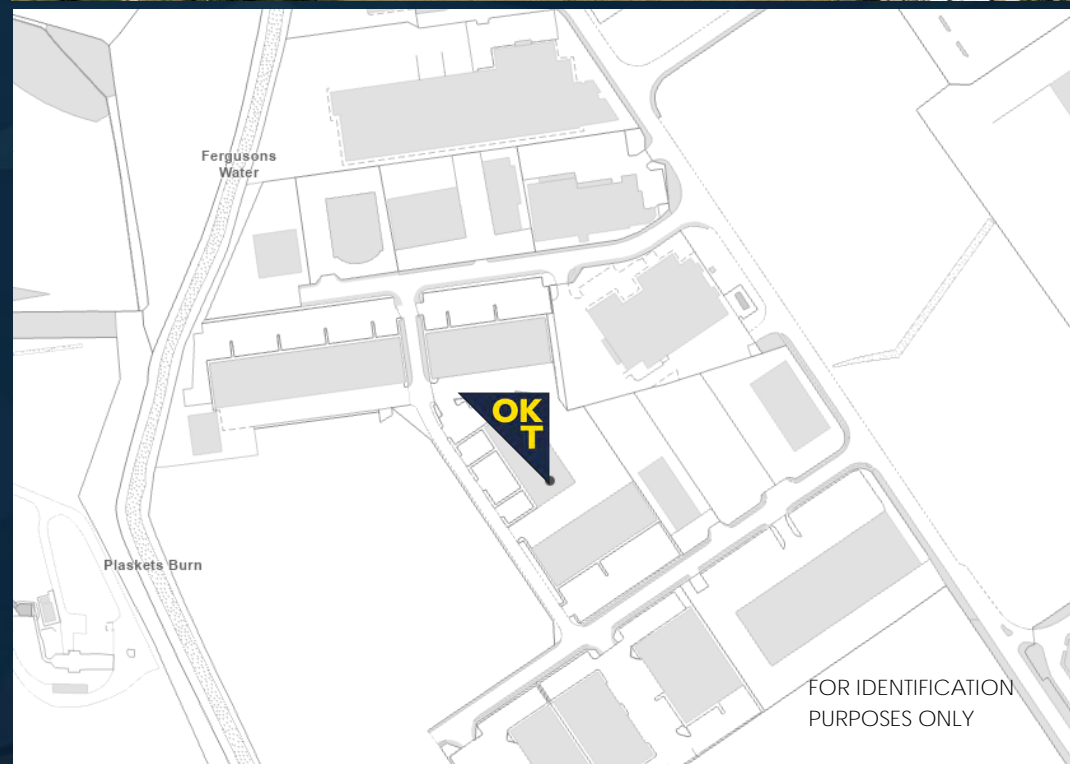 Fergusons
Water
OK
T
Plaskets Burn
FOR IDENTIFICATION
PURPOSES ONLY